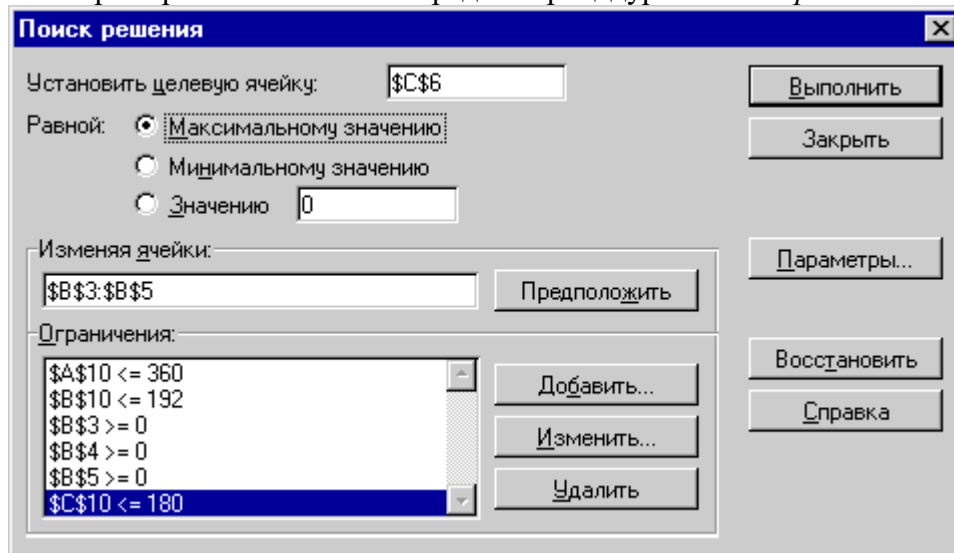 Поиск решения
Установить целевую ячейку: $C$6
Выполнить
Равной: Максимальному значению
Закрыть
Минимальному значению
Значению 0
Изменяя ячейки:
Параметры...
$B$3:$B$5 Предположить
Ограничения:
$A$10 <= 360
$B$10 <= 192
$B$3 >= 0
$B$4 >= 0
$B$5 >= 0
$C$10 <= 180
Добавить...
Изменить...
Удалить
Восстановить
Справка